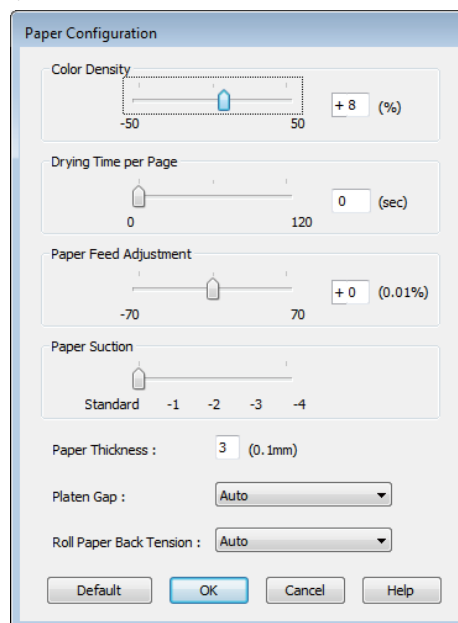 Paper Configuration
Color Density
+ 8 (%)
-50 50
Drying Time per Page
0 (sec)
0 120
Paper Feed Adjustment
+ 0 (0.01%)
-70 70
Paper Suction
Standard -1 -2 -3 -4
Paper Thickness : 3 (0.1mm)
Platen Gap : Auto
Roll Paper Back Tension : Auto
Default OK Cancel Help